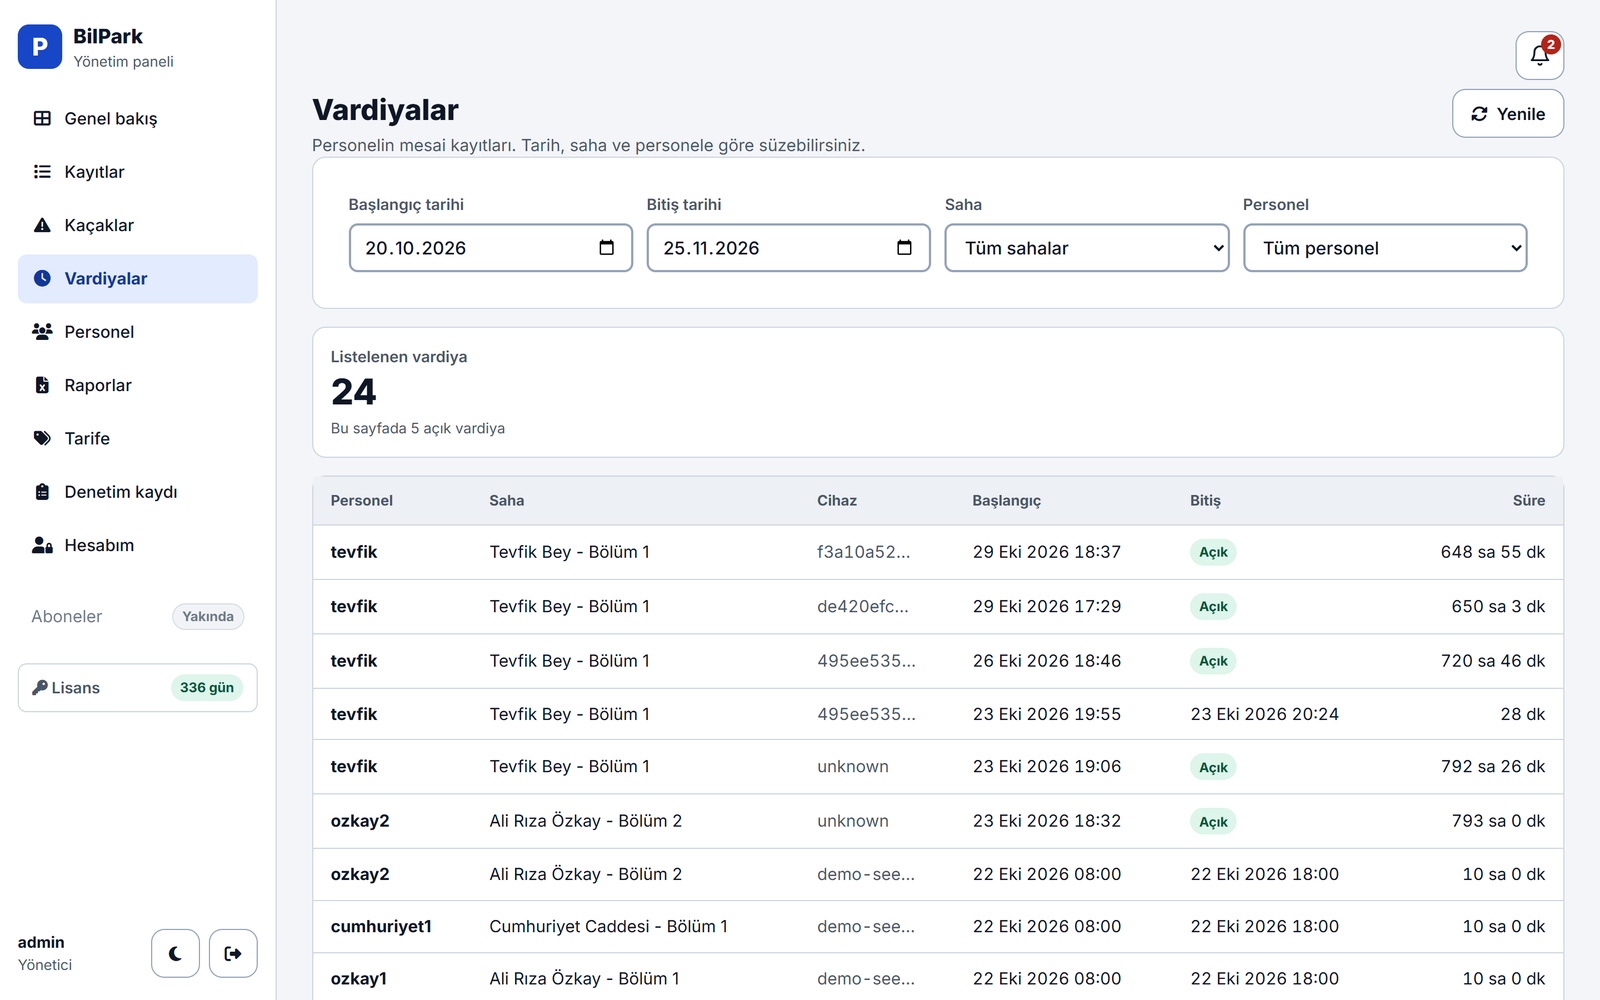 P
BilPark
Yönetim paneli
Genel bakış
Kayıtlar
Kaçaklar
Vardiyalar
Personel
Raporlar
Tarife
Denetim kaydı
Hesabım
Aboneler Yakında
Lisans 336 gün
admin
Yönetici
2
Vardiyalar
Yenile
Personelin mesai kayıtları. Tarih, saha ve personele göre süzebilirsiniz.
Başlangıç tarihi Bitiş tarihi Saha Personel
20.10.2026 25.11.2026 Tüm sahalar Tüm personel
Listelenen vardiya
24
Bu sayfada 5 açık vardiya
Personel Saha Cihaz Başlangıç Bitiş Süre
tevfik Tevfik Bey - Bölüm 1 f3a10a52... 29 Eki 2026 18:37 Açık 648 sa 55 dk
tevfik Tevfik Bey - Bölüm 1 de420efc... 29 Eki 2026 17:29 Açık 650 sa 3 dk
tevfik Tevfik Bey - Bölüm 1 495ee535... 26 Eki 2026 18:46 Açık 720 sa 46 dk
tevfik Tevfik Bey - Bölüm 1 495ee535... 23 Eki 2026 19:55 23 Eki 2026 20:24 28 dk
tevfik Tevfik Bey - Bölüm 1 unknown 23 Eki 2026 19:06 Açık 792 sa 26 dk
ozkay2 Ali Rıza Özkay - Bölüm 2 unknown 23 Eki 2026 18:32 Açık 793 sa 0 dk
ozkay2 Ali Rıza Özkay - Bölüm 2 demo-see... 22 Eki 2026 08:00 22 Eki 2026 18:00 10 sa 0 dk
cumhuriyet1 Cumhuriyet Caddesi - Bölüm 1 demo-see... 22 Eki 2026 08:00 22 Eki 2026 18:00 10 sa 0 dk
ozkay1 Ali Rıza Özkay - Bölüm 1 demo-see... 22 Eki 2026 08:00 22 Eki 2026 18:00 10 sa 0 dk